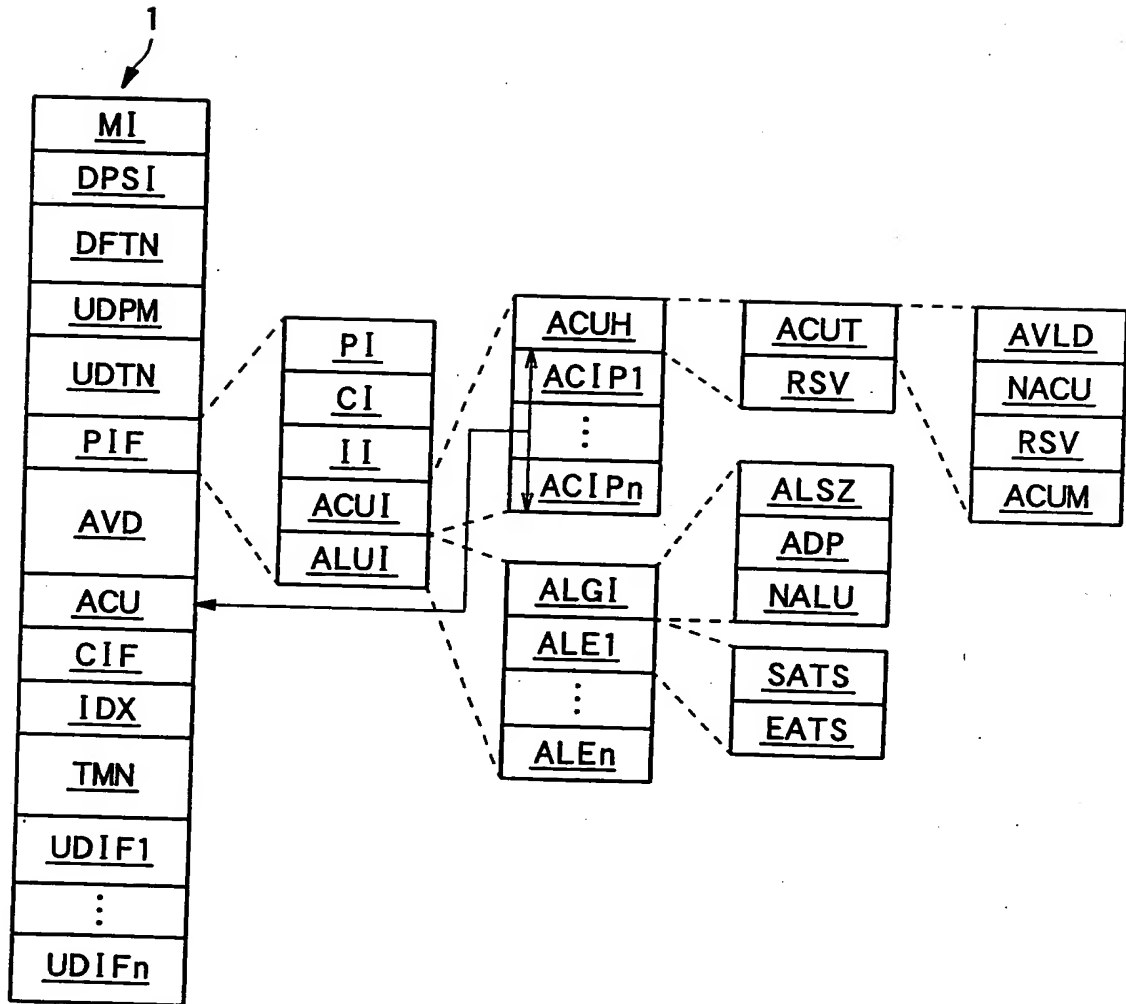 1
MI
DPSI
DFTN
UDPM
UDTN
PIF
AVD
ACU
CIF
IDX
TMN
UDIF1
⋮
UDIFn
PI
CI
II
ACUI
ALUI
ACUH
ACIP1
⋮
ACIPn
ALGI
ALE1
⋮
ALEn
ACUT
RSV
ALSZ
ADP
NALU
SATS
EATS
AVLD
NACU
RSV
ACUM